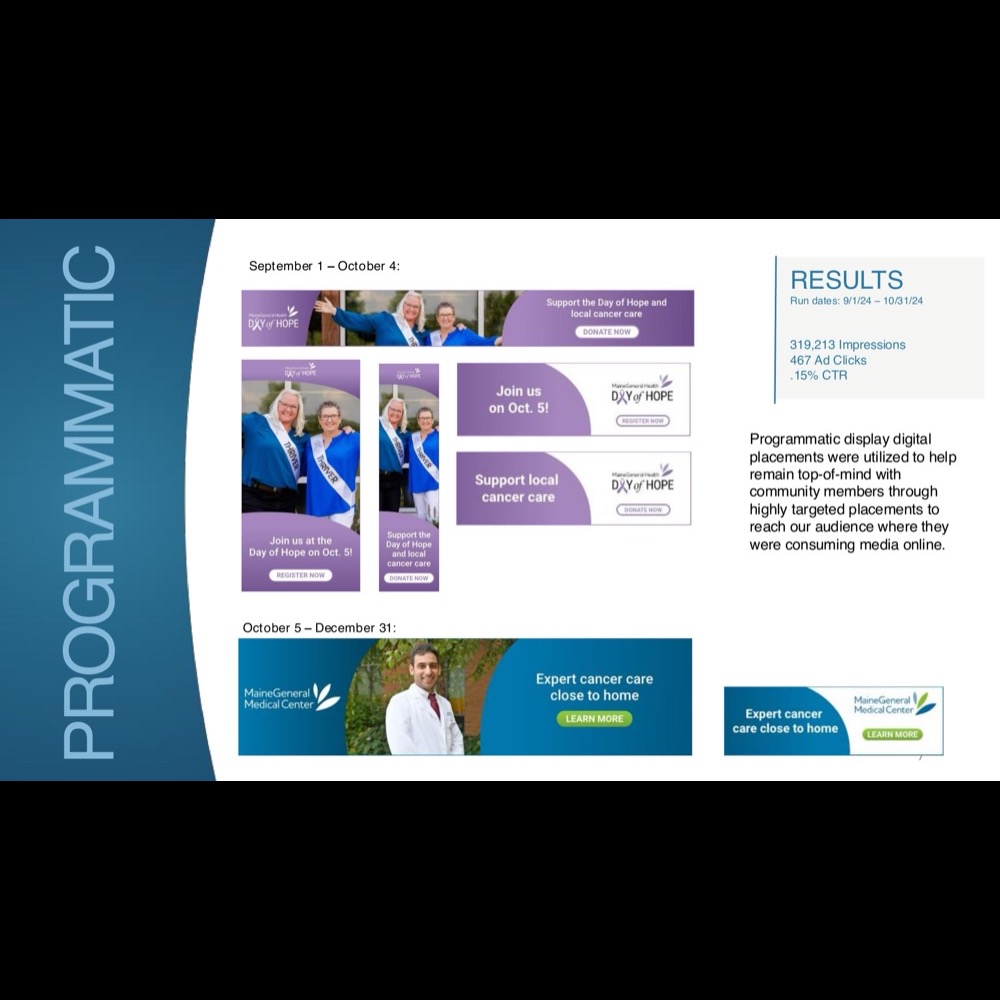 PROGRAMMATIC
September 1 – October 4:
MaineGeneral Health
DAY of HOPE
Support the Day of Hope and
local cancer care
DONATE NOW
DAY of HOPE
THRIVER
THRIVER
Join us at the
Day of Hope on Oct. 5!
REGISTER NOW
DAY of HOPE
THRIVER
Support the
Day of Hope
and local
cancer care
DONATE NOW
Join us
on Oct. 5!
MaineGeneral Health
DAY of HOPE
REGISTER NOW
Support local
cancer care
MaineGeneral Health
DAY of HOPE
DONATE NOW
October 5 – December 31:
MaineGeneral
Medical Center
Expert cancer care
close to home
LEARN MORE
Expert cancer
care close to home
MaineGeneral
Medical Center
LEARN MORE
RESULTS
Run dates: 9/1/24 – 10/31/24
319,213 Impressions
467 Ad Clicks
.15% CTR
Programmatic display digital
placements were utilized to help
remain top-of-mind with
community members through
highly targeted placements to
reach our audience where they
were consuming media online.